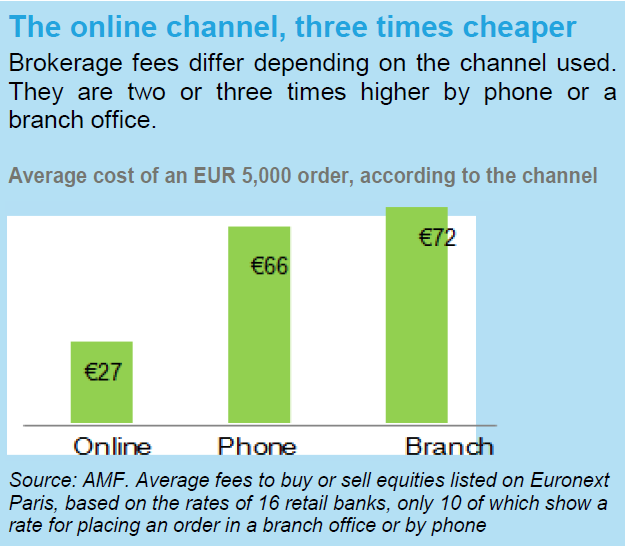 The online channel, three times cheaper
Brokerage fees differ depending on the channel used.
They are two or three times higher by phone or a
branch office.
Average cost of an EUR 5,000 order, according to the channel
€72
€66
€27
Online Phone Branch
Source: AMF. Average fees to buy or sell equities listed on Euronext
Paris, based on the rates of 16 retail banks, only 10 of which show a
rate for placing an order in a branch office or by phone